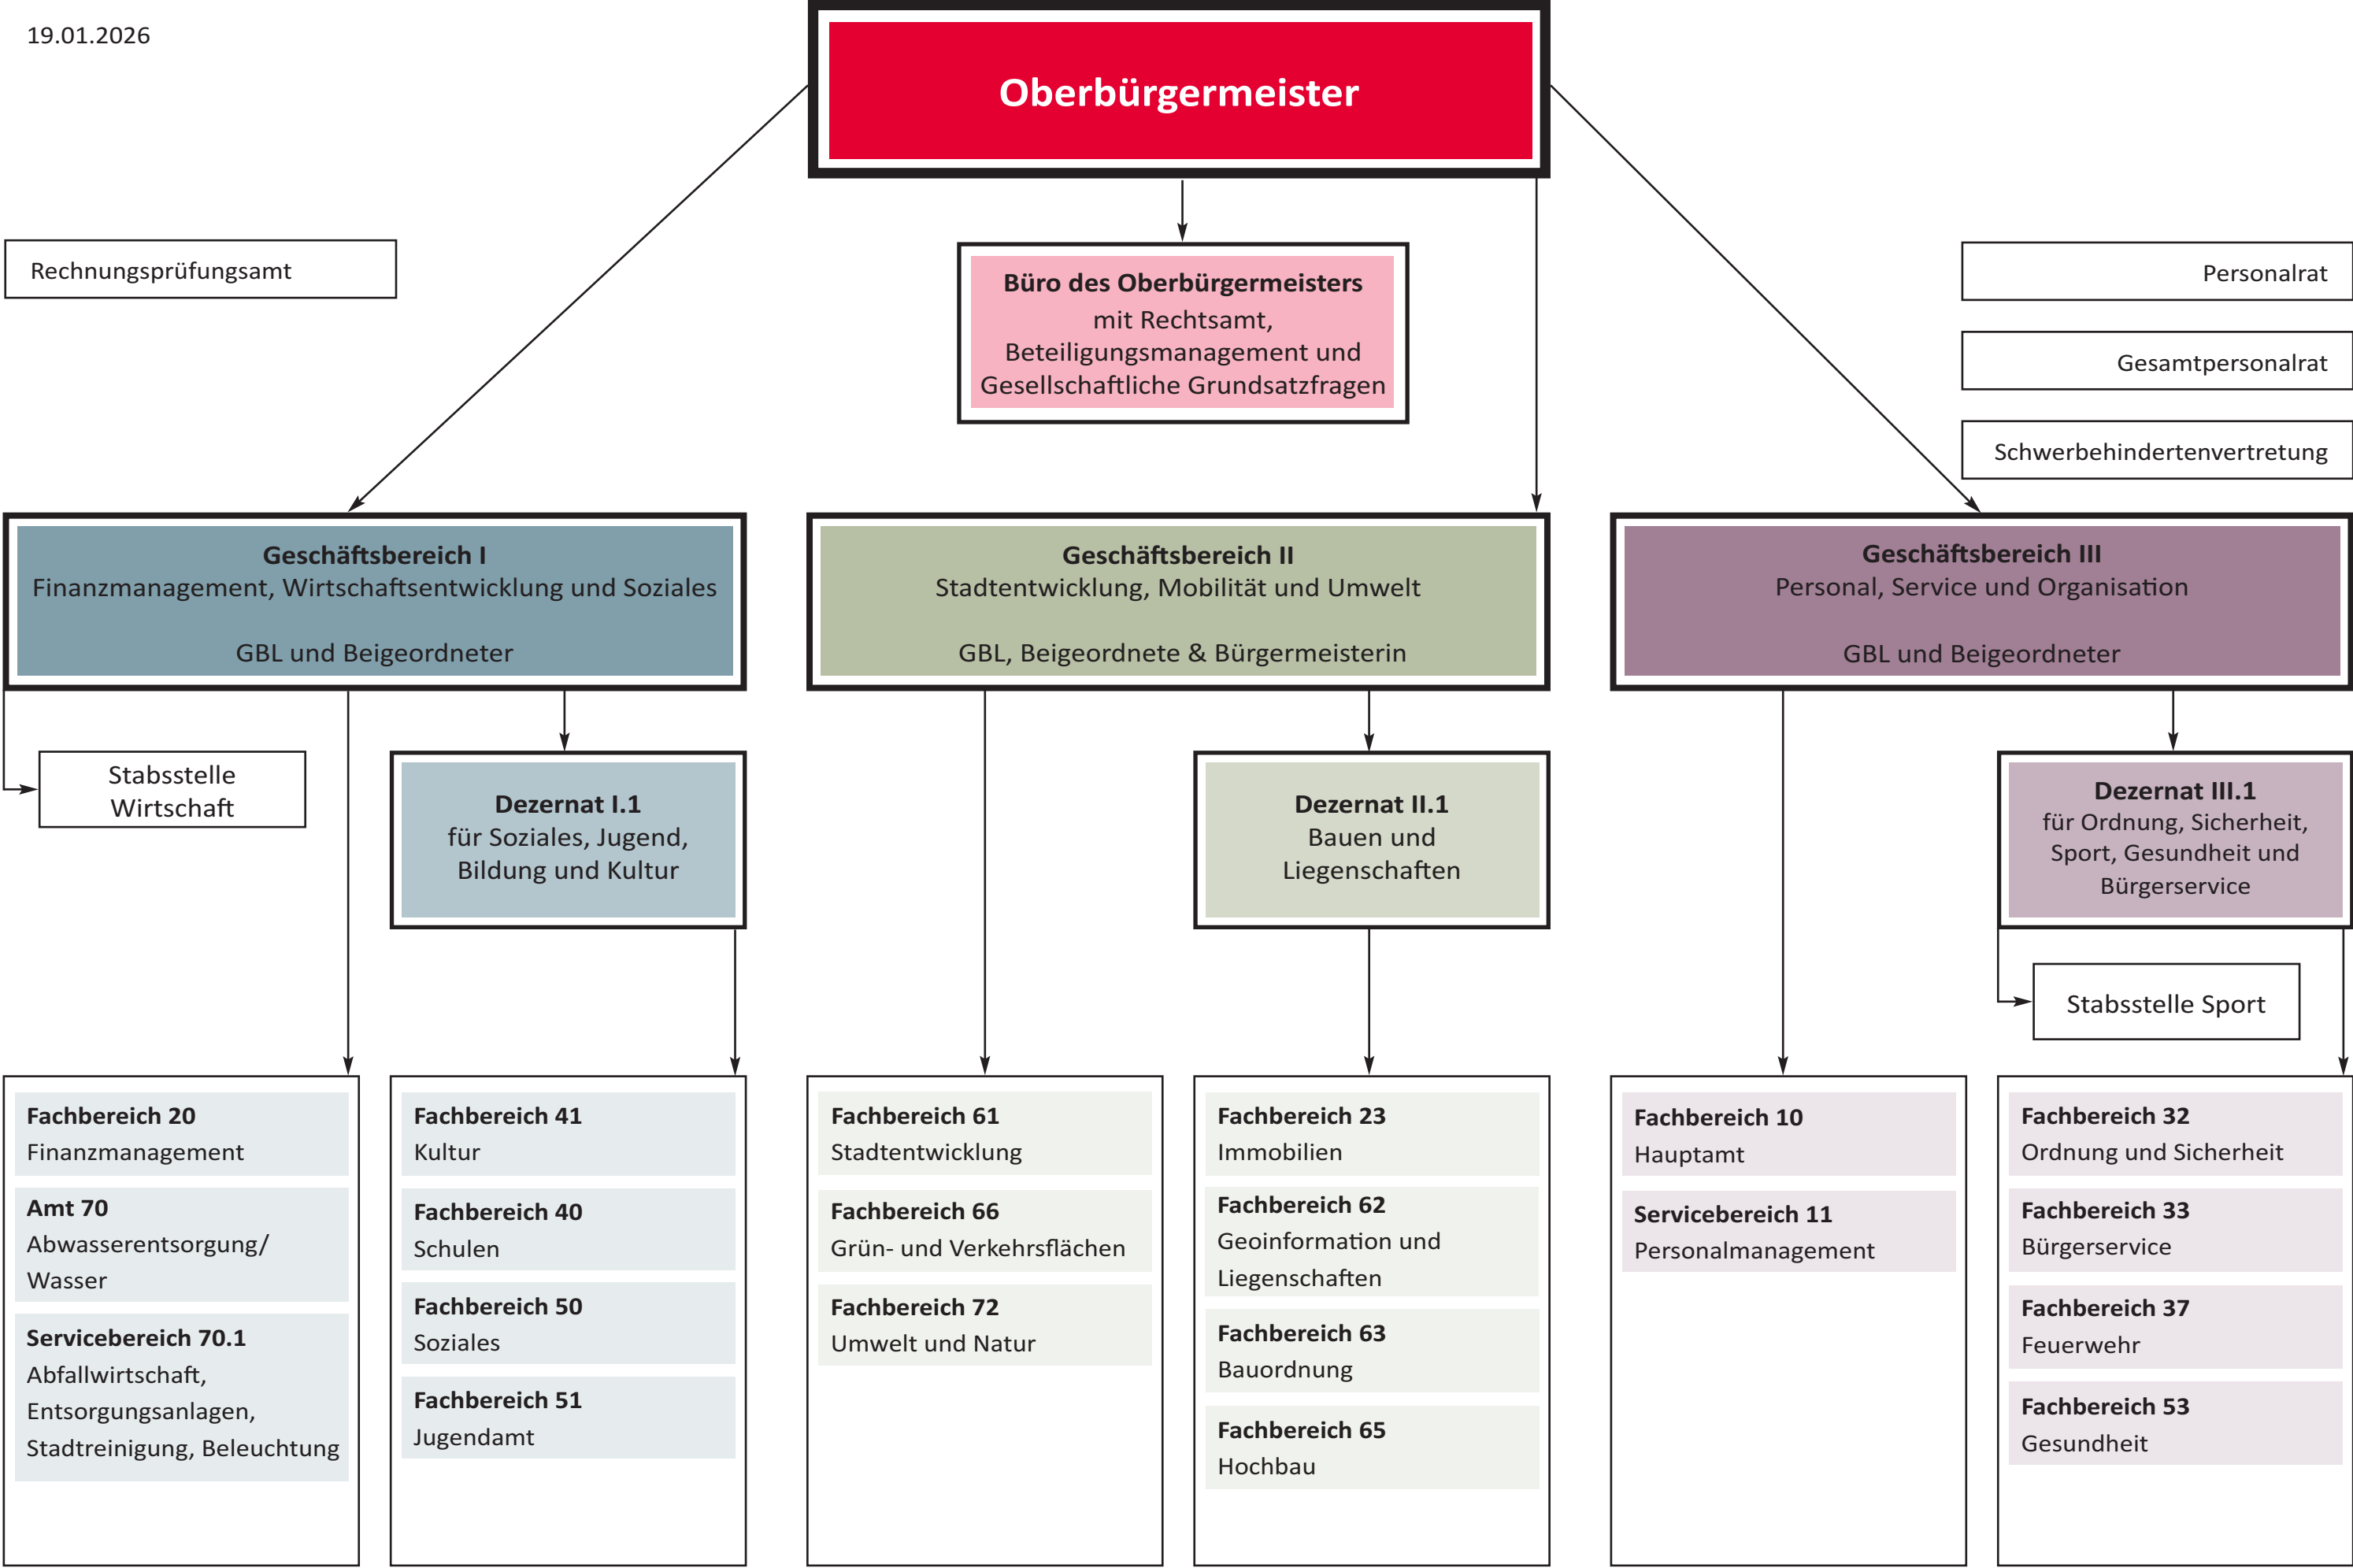 19.01.2026
Oberbürgermeister
Rechnungsprüfungsamt
Büro des Oberbürgermeisters
mit Rechtsamt,
Beteiligungsmanagement und
Gesellschaftliche Grundsatzfragen
Personalrat
Gesamtpersonalrat
Schwerbehindertenvertretung
Geschäftsbereich I
Finanzmanagement, Wirtschaftsentwicklung und Soziales
GBL und Beigeordneter
Geschäftsbereich II
Stadtentwicklung, Mobilität und Umwelt
GBL, Beigeordnete & Bürgermeisterin
Geschäftsbereich III
Personal, Service und Organisation
GBL und Beigeordneter
Stabsstelle
Wirtschaft
Dezernat I.1
für Soziales, Jugend,
Bildung und Kultur
Dezernat II.1
Bauen und
Liegenschaften
Dezernat III.1
für Ordnung, Sicherheit,
Sport, Gesundheit und
Bürgerservice
Stabsstelle Sport
Fachbereich 20
Finanzmanagement
Amt 70
Abwasserentsorgung/
Wasser
Servicebereich 70.1
Abfallwirtschaft,
Entsorgungsanlagen,
Stadtreinigung, Beleuchtung
Fachbereich 41
Kultur
Fachbereich 40
Schulen
Fachbereich 50
Soziales
Fachbereich 51
Jugendamt
Fachbereich 61
Stadtentwicklung
Fachbereich 66
Grün- und Verkehrsflächen
Fachbereich 72
Umwelt und Natur
Fachbereich 23
Immobilien
Fachbereich 62
Geoinformation und
Liegenschaften
Fachbereich 63
Bauordnung
Fachbereich 65
Hochbau
Fachbereich 10
Hauptamt
Servicebereich 11
Personalmanagement
Fachbereich 32
Ordnung und Sicherheit
Fachbereich 33
Bürgerservice
Fachbereich 37
Feuerwehr
Fachbereich 53
Gesundheit